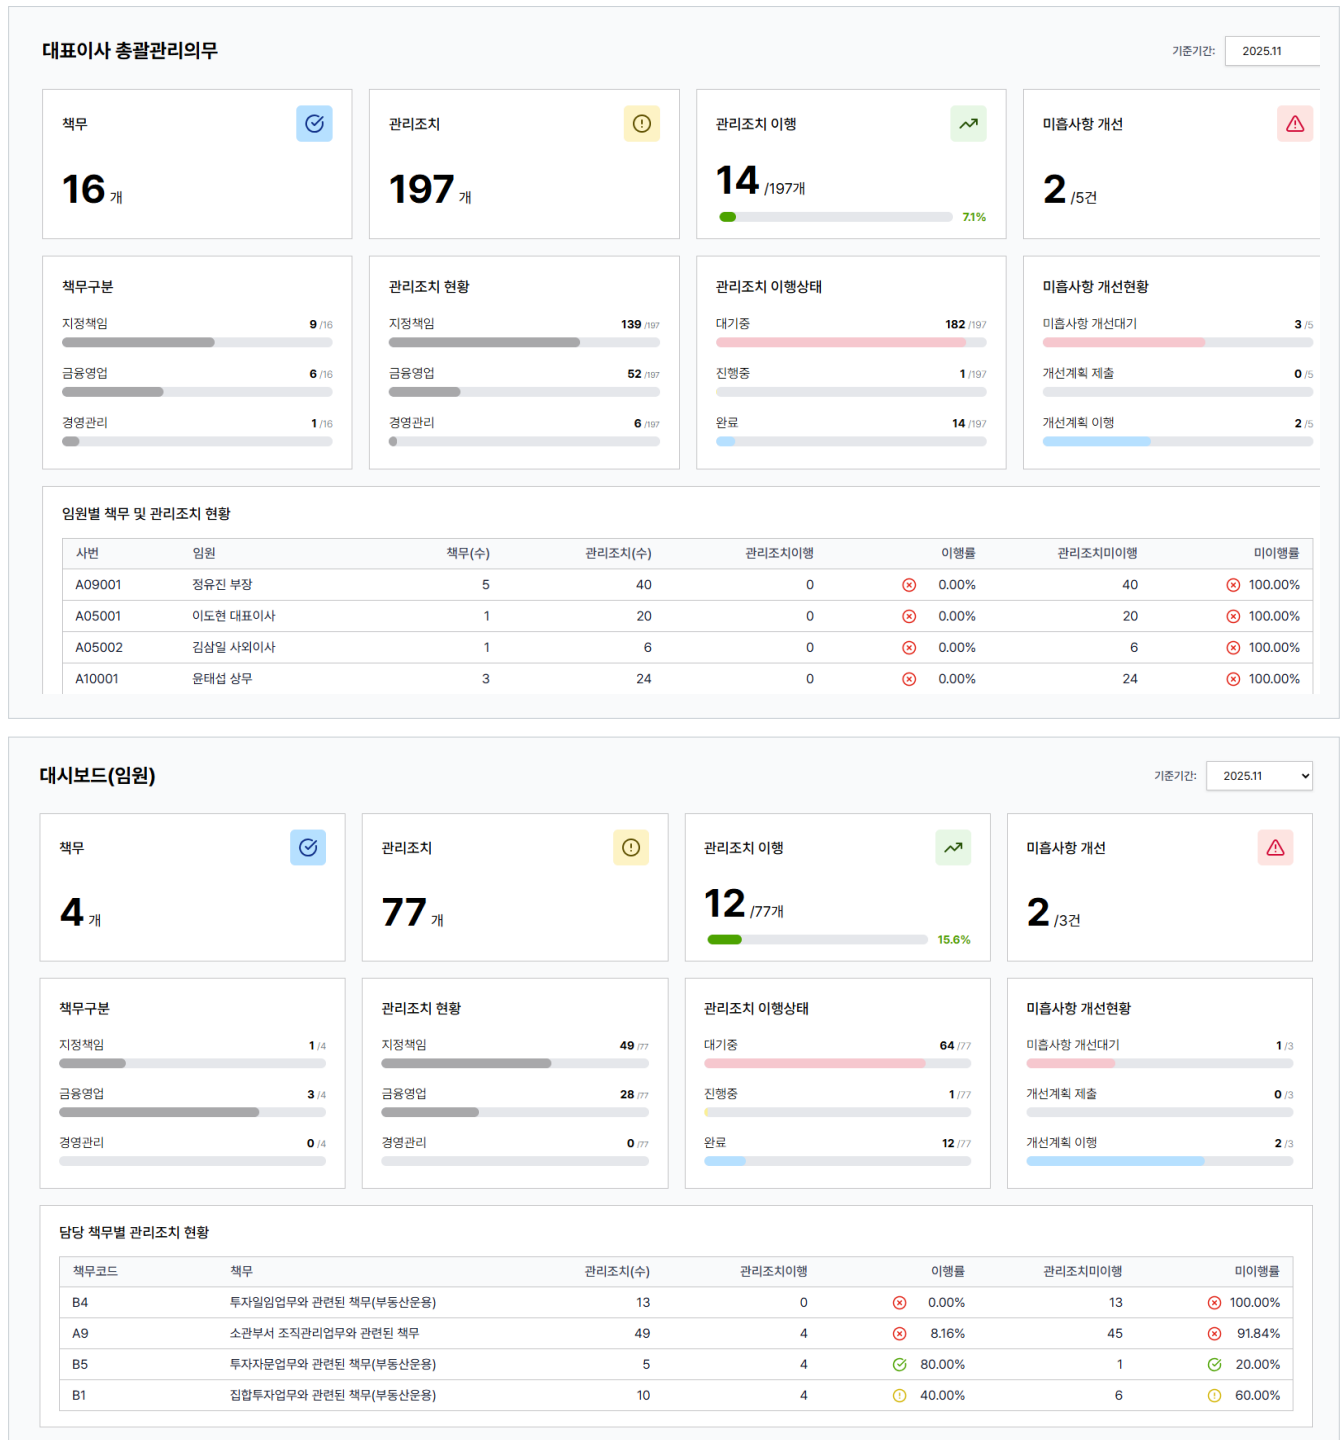 대표이사 총괄관리의무
기준기간: 2025.11
책무 관리조치 관리조치 이행 미흡사항 개선
16 개 197 개 14 /197개 2 /5건
7.1%
책무구분 관리조치 현황 관리조치 이행상태 미흡사항 개선현황
지정책임 9 /16 지정책임 139 /197 대기중 182 /197 미흡사항 개선대기 3 /5
금융영업 6 /16 금융영업 52 /197 진행중 1 /197 개선계획 제출 0 /5
경영관리 1 /16 경영관리 6 /197 완료 14 /197 개선계획 이행 2 /5
임원별 책무 및 관리조치 현황
사번 임원 책무(수) 관리조치(수) 관리조치이행 이행률 관리조치미이행 미이행률
A09001 정유진 부장 5 40 0 0.00% 40 100.00%
A05001 이도현 대표이사 1 20 0 0.00% 20 100.00%
A05002 김삼일 사외이사 1 6 0 0.00% 6 100.00%
A10001 윤태섭 상무 3 24 0 0.00% 24 100.00%
대시보드(임원)
기준기간: 2025.11
책무 관리조치 관리조치 이행 미흡사항 개선
4 개 77 개 12 /77개 2 /3건
15.6%
책무구분 관리조치 현황 관리조치 이행상태 미흡사항 개선현황
지정책임 1 /4 지정책임 49 /77 대기중 64 /77 미흡사항 개선대기 1 /3
금융영업 3 /4 금융영업 28 /77 진행중 1 /77 개선계획 제출 0 /3
경영관리 0 /4 경영관리 0 /77 완료 12 /77 개선계획 이행 2 /3
담당 책무별 관리조치 현황
책무코드 책무 관리조치(수) 관리조치이행 이행률 관리조치미이행 미이행률
B4 투자일임업무와 관련된 책무(부동산운용) 13 0 0.00% 13 100.00%
A9 소관부서 조직관리업무와 관련된 책무 49 4 8.16% 45 91.84%
B5 투자자문업무와 관련된 책무(부동산운용) 5 4 80.00% 1 20.00%
B1 집합투자업무와 관련된 책무(부동산운용) 10 4 40.00% 6 60.00%